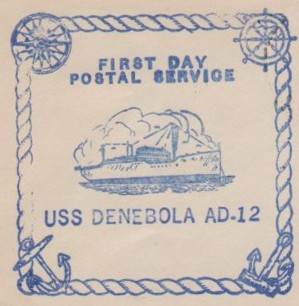 FIRST DAY
POSTAL SERVICE
USS DENEBOLA AD-12